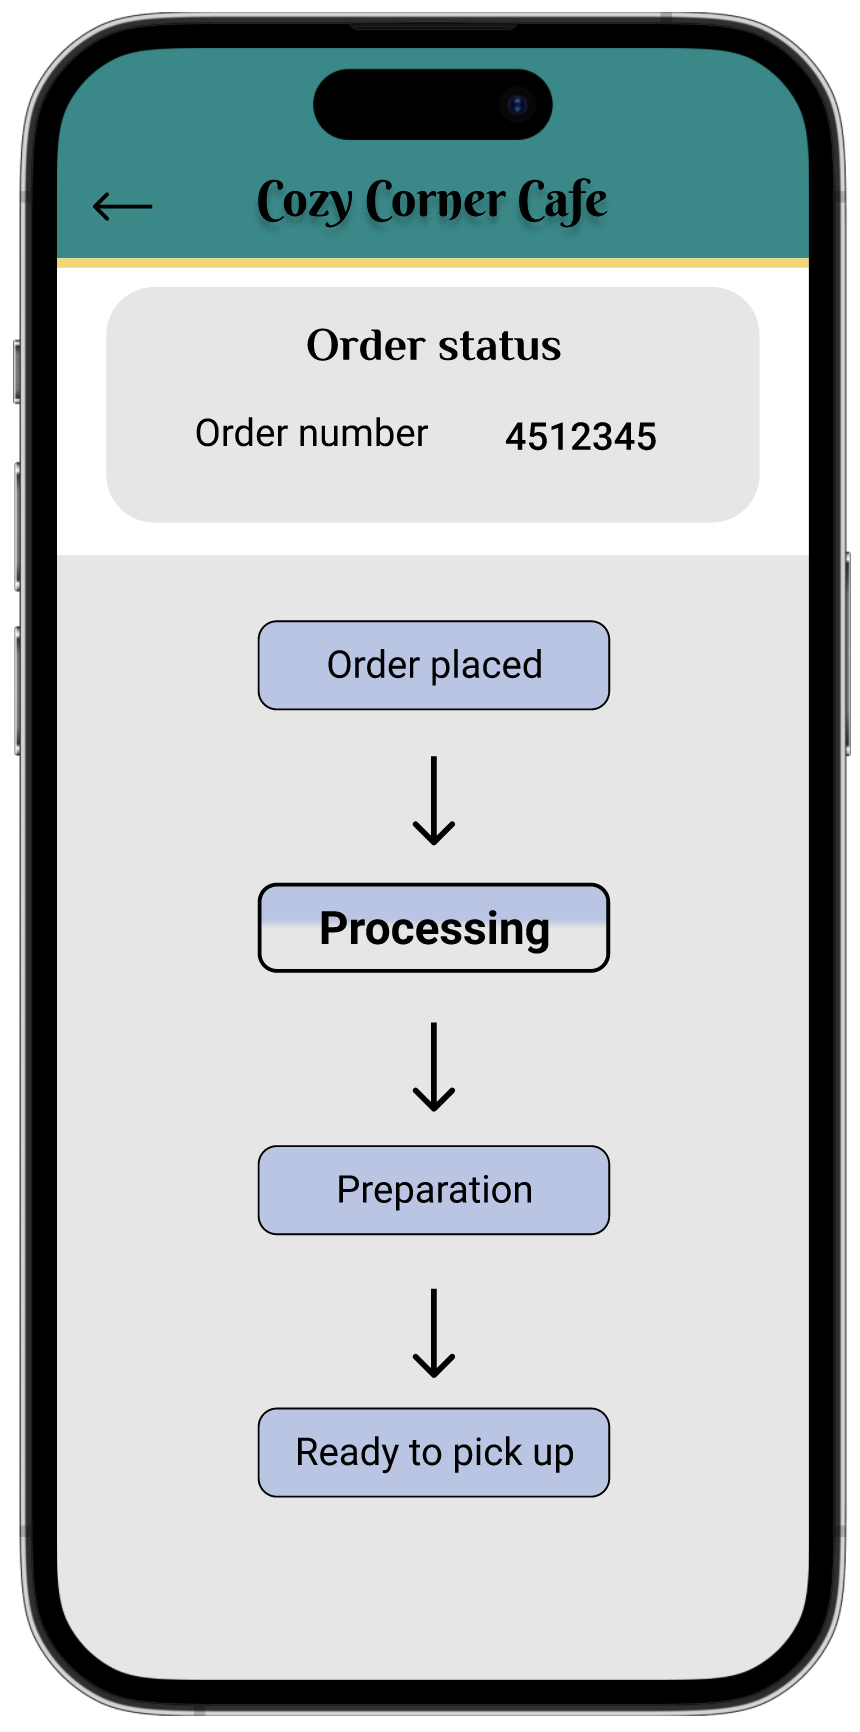 Cozy Corner Cafe
Order status
Order number 4512345
Order placed
Processing
Preparation
Ready to pick up